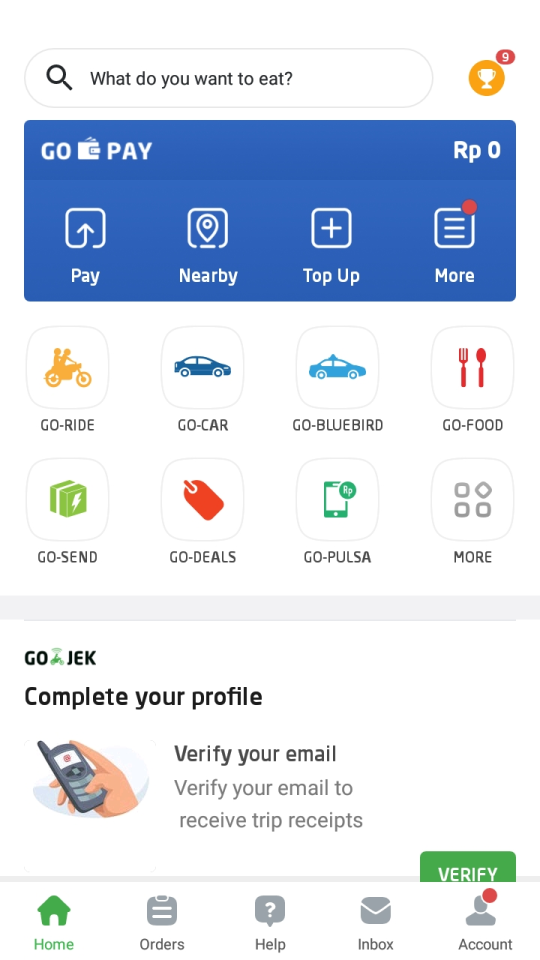 What do you want to eat?
9
GO PAY
Rp 0
Pay
Nearby
Top Up
More
GO-RIDE
GO-CAR
GO-BLUEBIRD
GO-FOOD
Rp
GO-SEND
GO-DEALS
GO-PULSA
MORE
GO JEK
Complete your profile
@
Verify your email
Verify your email to
receive trip receipts
VERIFY
?
Home
Orders
Help
Inbox
Account